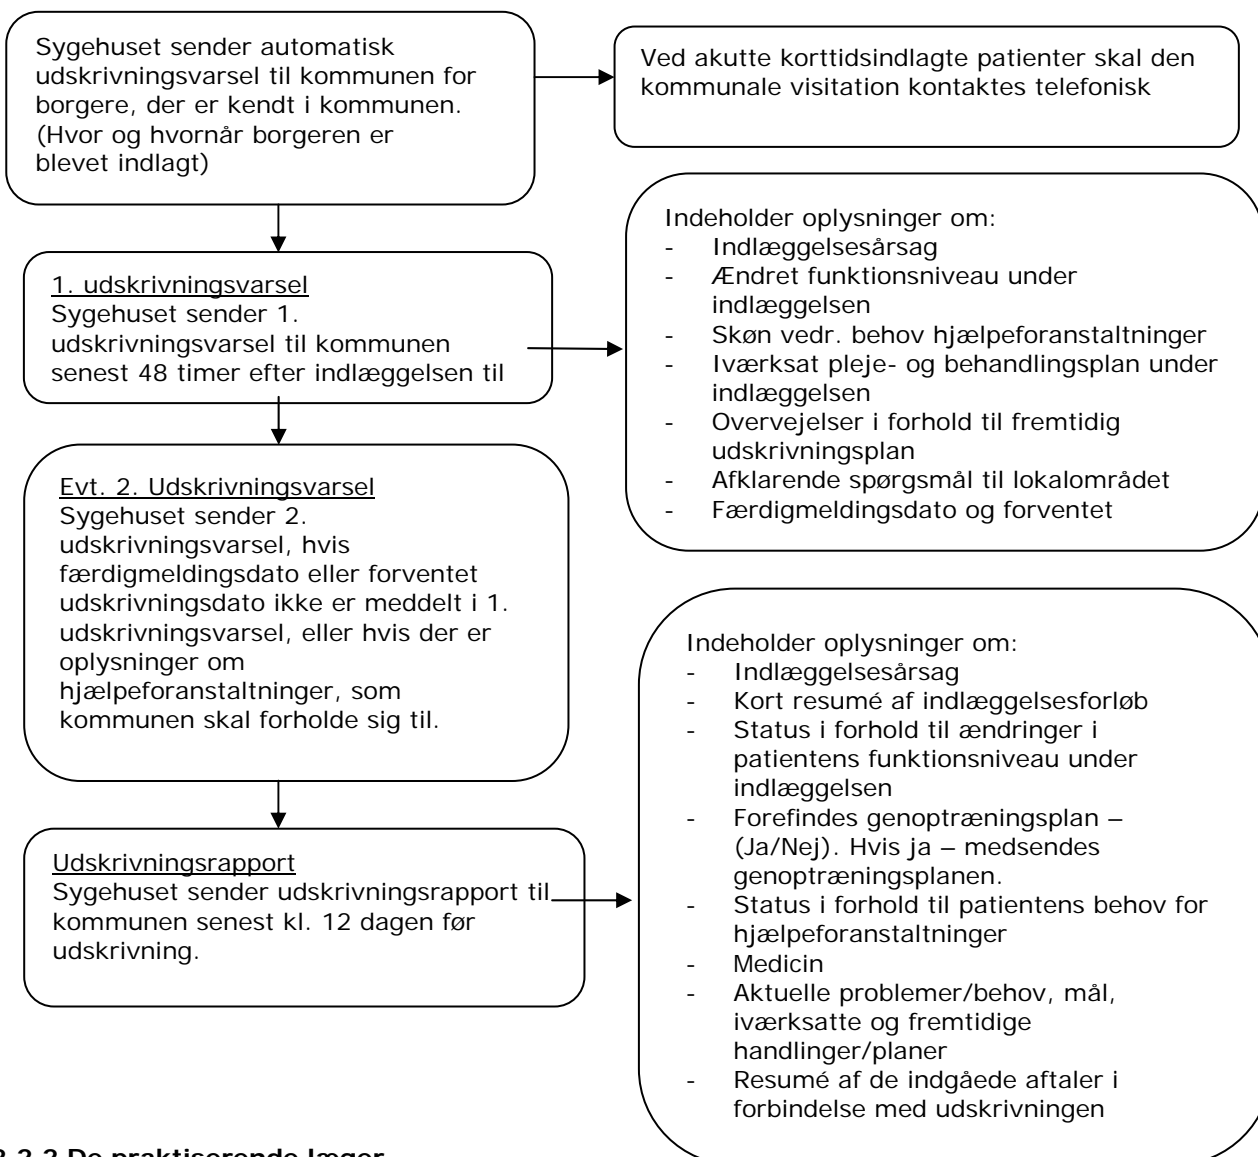 Sygehuset sender automatisk
udskrivningsvarsel til kommunen for
borgere, der er kendt i kommunen.
(Hvor og hvornår borgeren er
blevet indlagt)
Ved akutte korttidsindlagte patienter skal den
kommunale visitation kontaktes telefonisk
1. udskrivningsvarsel
Sygehuset sender 1.
udskrivningsvarsel til kommunen
senest 48 timer efter indlæggelsen til
Indeholder oplysninger om:
- Indlæggelsesårsag
- Ændret funktionsniveau under
indlæggelsen
- Skøn vedr. behov hjælpeforanstaltninger
- Iværksat pleje- og behandlingsplan under
indlæggelsen
- Overvejelser i forhold til fremtidig
udskrivningsplan
- Afklarende spørgsmål til lokalområdet
- Færdigmeldingsdato og forventet
Evt. 2. Udskrivningsvarsel
Sygehuset sender 2.
udskrivningsvarsel, hvis
færdigmeldingsdato eller forventet
udskrivningsdato ikke er meddelt i 1.
udskrivningsvarsel, eller hvis der er
oplysninger om
hjælpeforanstaltninger, som
kommunen skal forholde sig til.
Udskrivningsrapport
Sygehuset sender udskrivningsrapport til
kommunen senest kl. 12 dagen før
udskrivning.
Indeholder oplysninger om:
- Indlæggelsesårsag
- Kort resumé af indlæggelsesforløb
- Status i forhold til ændringer i
patientens funktionsniveau under
indlæggelsen
- Forefindes genoptræningsplan –
(Ja/Nej). Hvis ja – medsendes
genoptræningsplanen.
- Status i forhold til patientens behov for
hjælpeforanstaltninger
- Medicin
- Aktuelle problemer/behov, mål,
iværksatte og fremtidige
handlinger/planer
- Resumé af de indgåede aftaler i
forbindelse med udskrivningen
2.2 De praktiserende læger